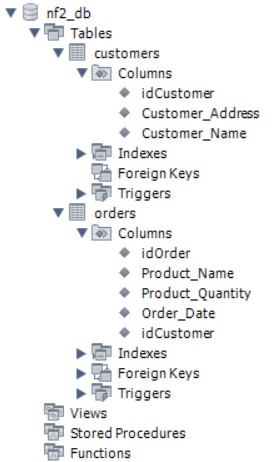 nf2_db
Tables
customers
Columns
idCustomer
Customer_Address
Customer_Name
Indexes
Foreign Keys
Triggers
orders
Columns
idOrder
Product_Name
Product_Quantity
Order_Date
idCustomer
Indexes
Foreign Keys
Triggers
Views
Stored Procedures
Functions